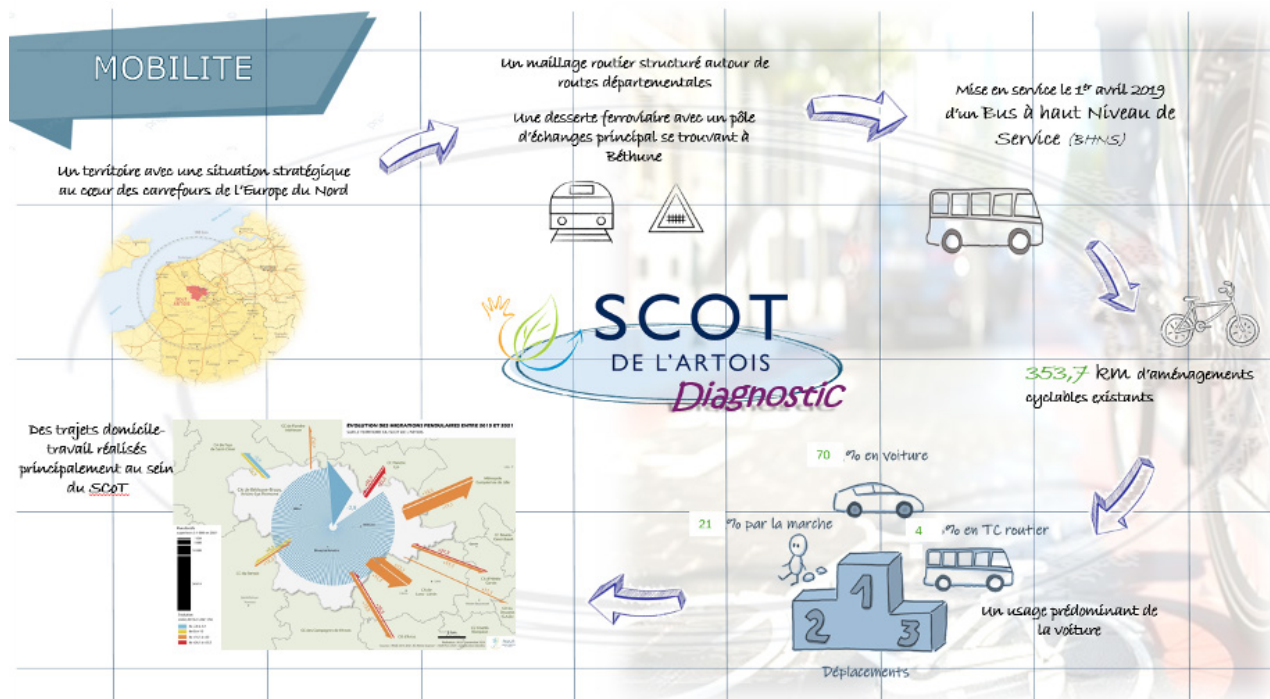 MOBILITE
Un territoire avec une situation stratégique
au cœur des carrefours de l'Europe du Nord
Un maillage routier structuré autour de
routes départementales
Une desserte ferroviaire avec un pôle
d'échanges principal se trouvant à
Béthune
Mise en service le 1er avril 2019
d'un Bus à haut Niveau de
Service (BHNS)
353,7 km d'aménagements
cyclables existants
SCOT
DE L'ARTOIS
Diagnostic
70 % en voiture
21 % par la marche
4 % en TC routier
1
2
3
Déplacements
Un usage prédominant de
la voiture
Des trajets domicile-
travail réalisés
principalement au sein
du SCoT
ÉVOLUTION DES MIGRATIONS PENDULAIRES ENTRE 2013 ET 2021